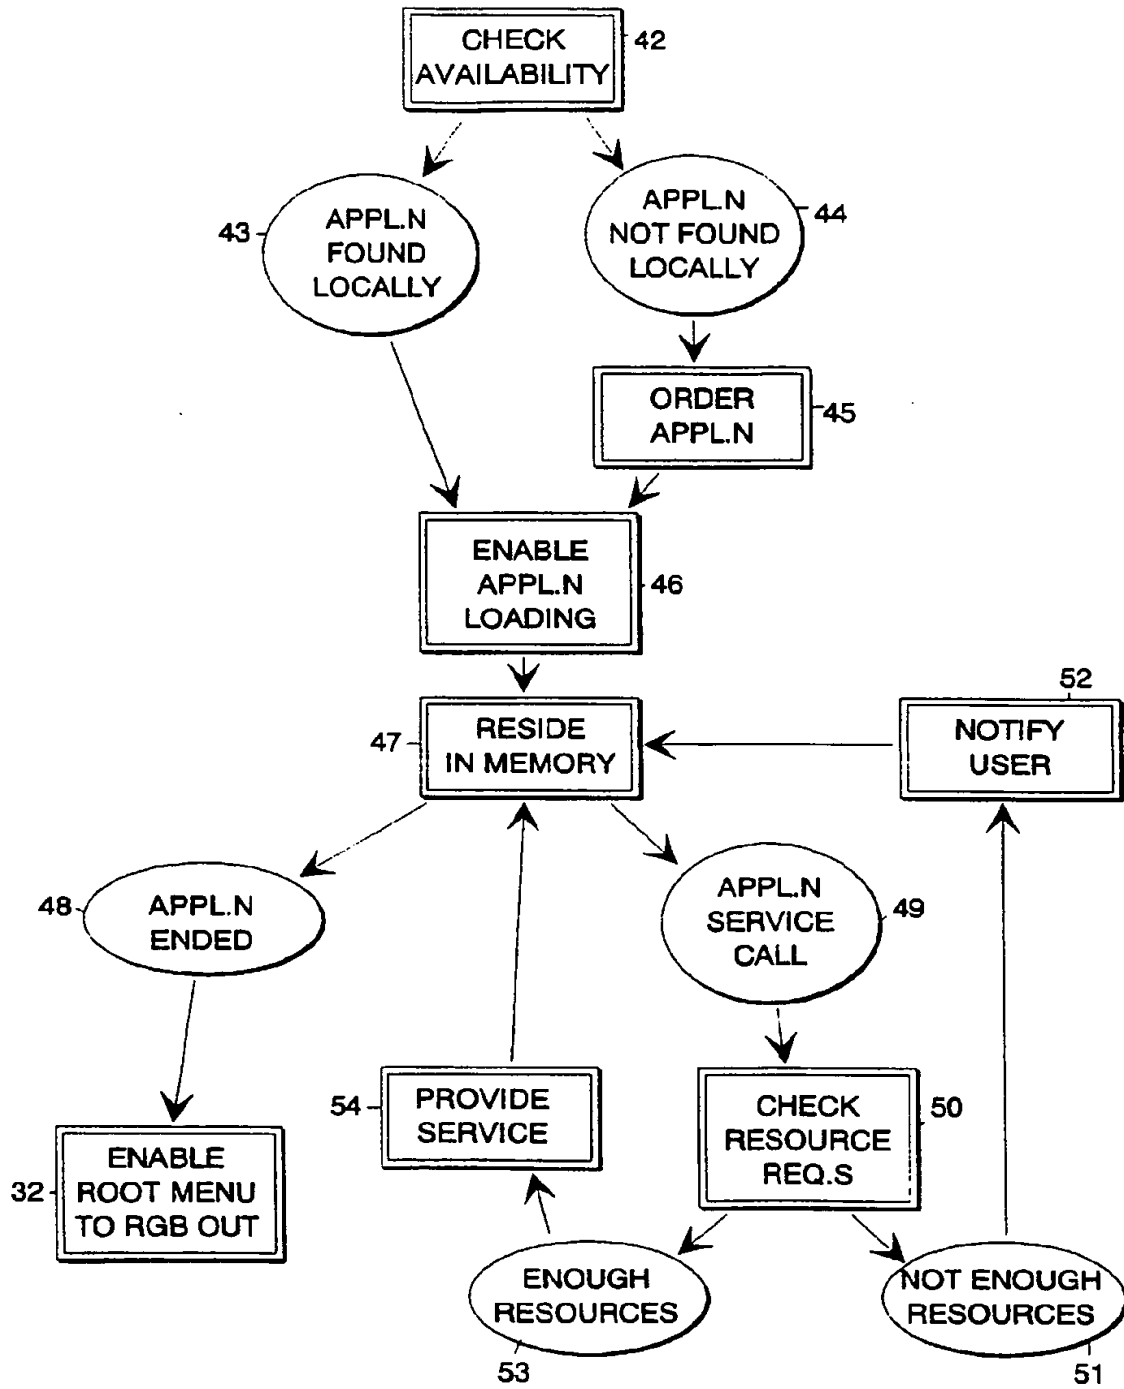 CHECK
AVAILABILITY
42
APPL.N
FOUND
LOCALLY
43
APPL.N
NOT FOUND
LOCALLY
44
ORDER
APPL.N
45
ENABLE
APPL.N
LOADING
46
RESIDE
IN MEMORY
47
NOTIFY
USER
52
APPL.N
ENDED
48
APPL.N
SERVICE
CALL
49
PROVIDE
SERVICE
54
CHECK
RESOURCE
REQ.S
50
ENABLE
ROOT MENU
TO RGB OUT
32
ENOUGH
RESOURCES
53
NOT ENOUGH
RESOURCES
51